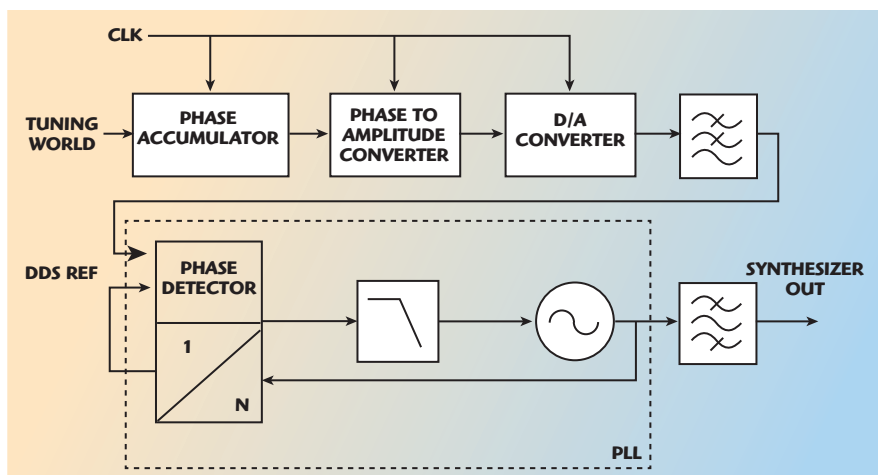 CLK
TUNING
WORLD
PHASE
ACCUMULATOR
PHASE TO
AMPLITUDE
CONVERTER
D/A
CONVERTER
DDS REF
PHASE
DETECTOR
1
N
SYNTHESIZER
OUT
PLL